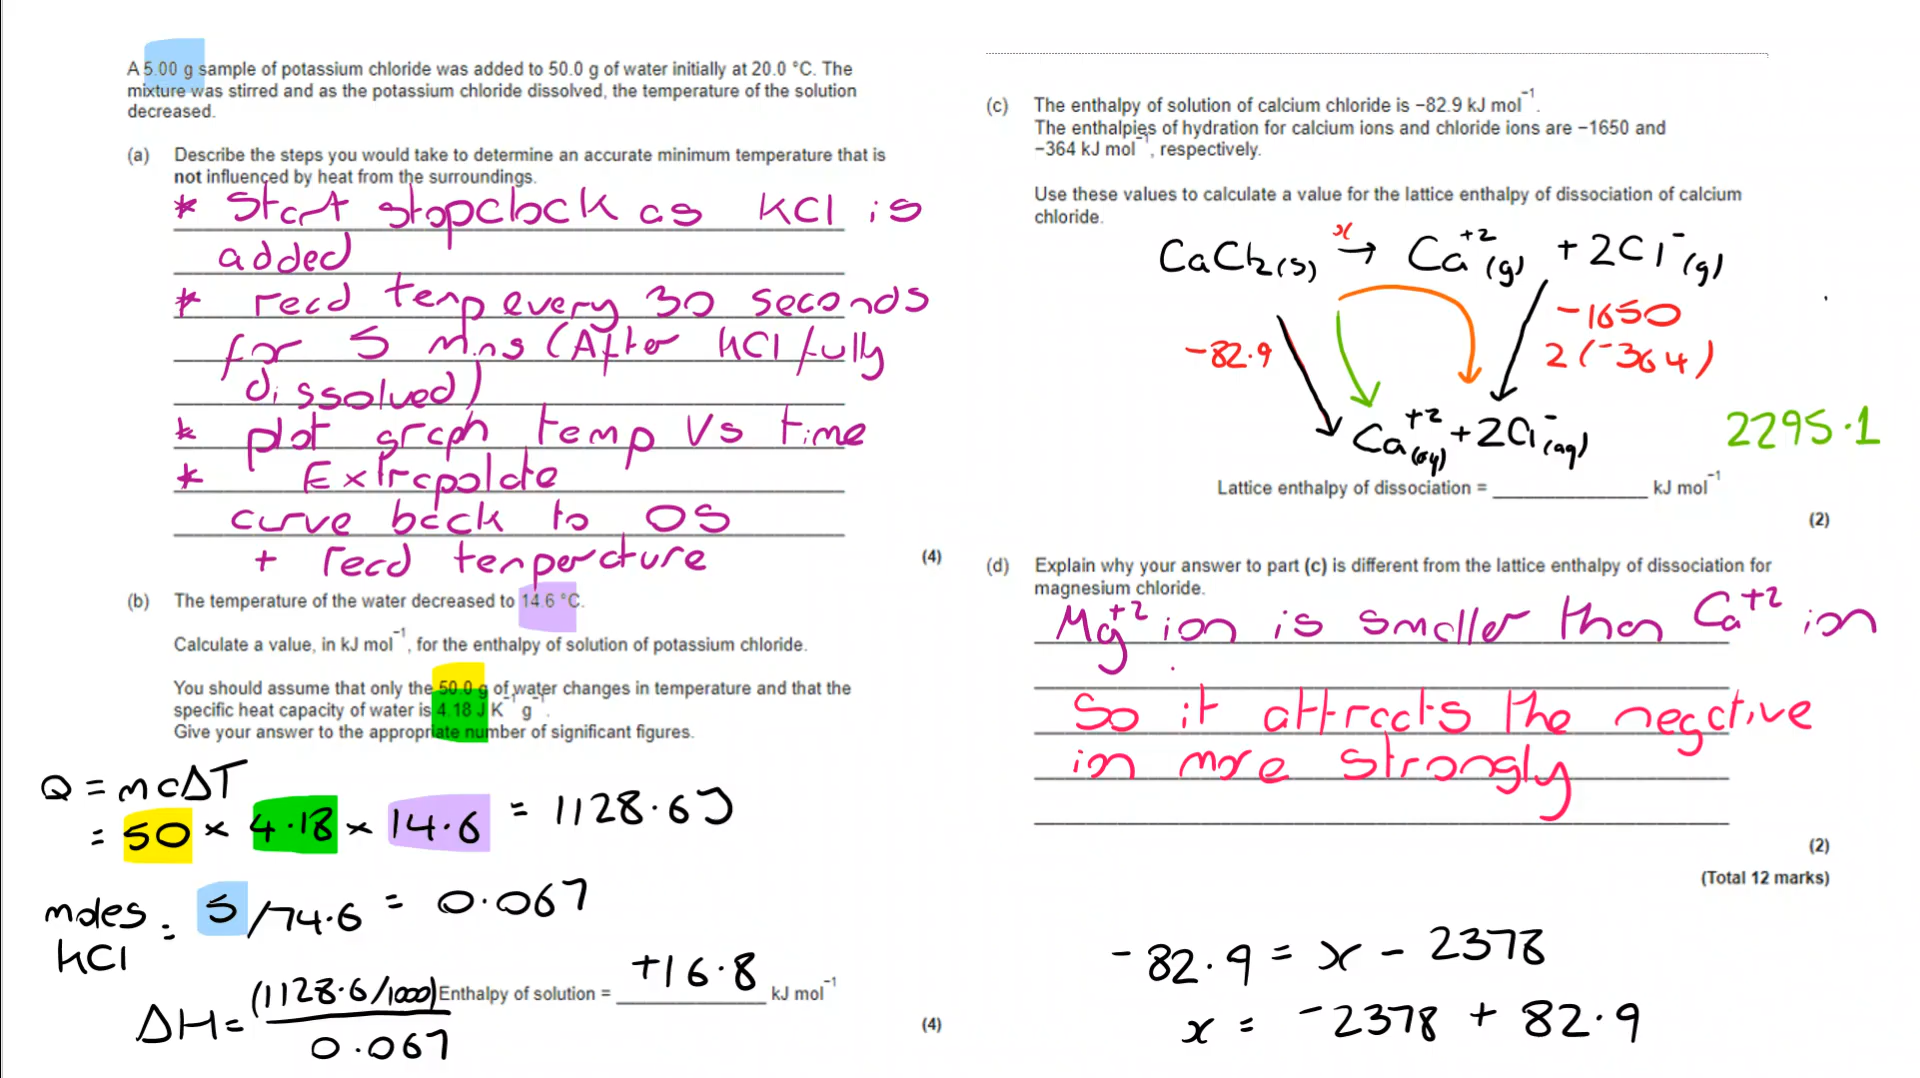 A 5.00 g sample of potassium chloride was added to 50.0 g of water initially at 20.0 °C. The
mixture was stirred and as the potassium chloride dissolved, the temperature of the solution
decreased.
(a) Describe the steps you would take to determine an accurate minimum temperature that is
not influenced by heat from the surroundings.
* Start stopclock as KCl is
added
* recd temp every 30 seconds
for 5 mins (After KCl fully
dissolved)
* plot graph temp Vs time
* Extrapolate
curve back to 0S
+ recd temperature
(4)
(b) The temperature of the water decreased to 14.6 °C.
Calculate a value, in kJ mol⁻¹, for the enthalpy of solution of potassium chloride.
You should assume that only the 50.0 g of water changes in temperature and that the
specific heat capacity of water is 4.18 J K⁻¹ g⁻¹.
Give your answer to the appropriate number of significant figures.
Q = mcΔT
= 50 × 4.18 × 14.6 = 1128.6J
moles = 5/74.6 = 0.067
KCl
ΔH = (1128.6/1000)
0.067
Enthalpy of solution = +16.8 kJ mol⁻¹
(4)
(c) The enthalpy of solution of calcium chloride is −82.9 kJ mol⁻¹.
The enthalpies of hydration for calcium ions and chloride ions are −1650 and
−364 kJ mol⁻¹, respectively.
Use these values to calculate a value for the lattice enthalpy of dissociation of calcium
chloride.
x
CaCl2(s) → Ca⁺²(g) + 2Cl⁻(g)
-1650
-82.9 2(-364)
Ca⁺²(aq) + 2Cl⁻(aq)
2295.1
Lattice enthalpy of dissociation = ______________ kJ mol⁻¹
(2)
(d) Explain why your answer to part (c) is different from the lattice enthalpy of dissociation for
magnesium chloride.
Mg⁺² ion is smaller than Ca⁺² ion
So it attracts the negative
ion more strongly
(2)
(Total 12 marks)
-82.9 = x - 2378
x = -2378 + 82.9